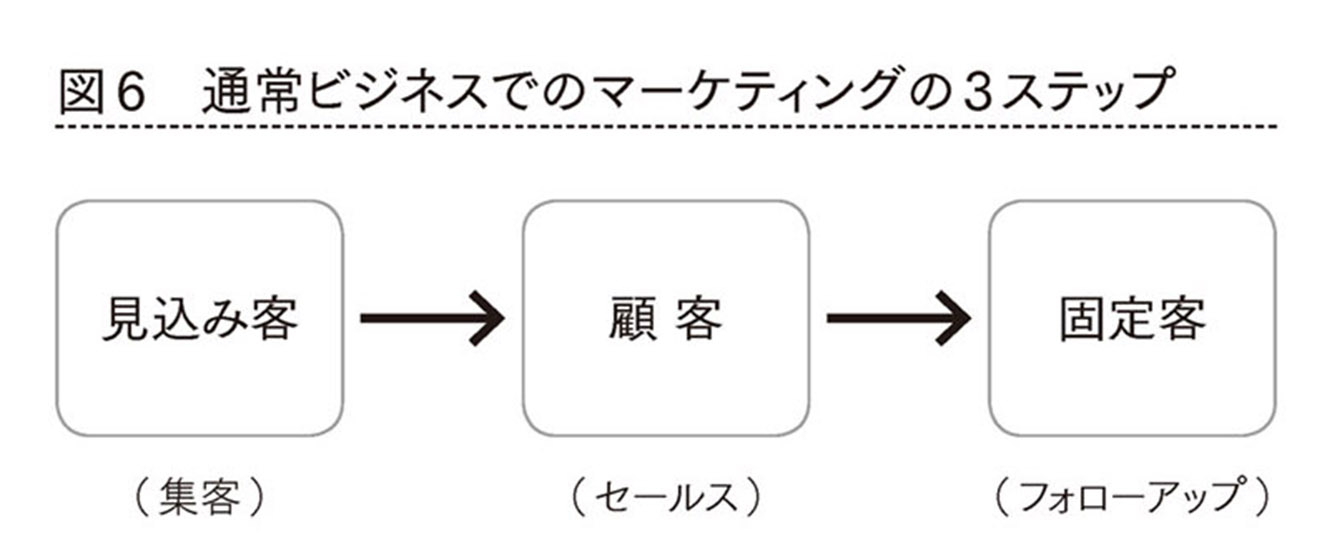 図6　通常ビジネスでのマーケティングの3ステップ
見込み客
顧 客
固定客
（集客）
（セールス）
（フォローアップ）